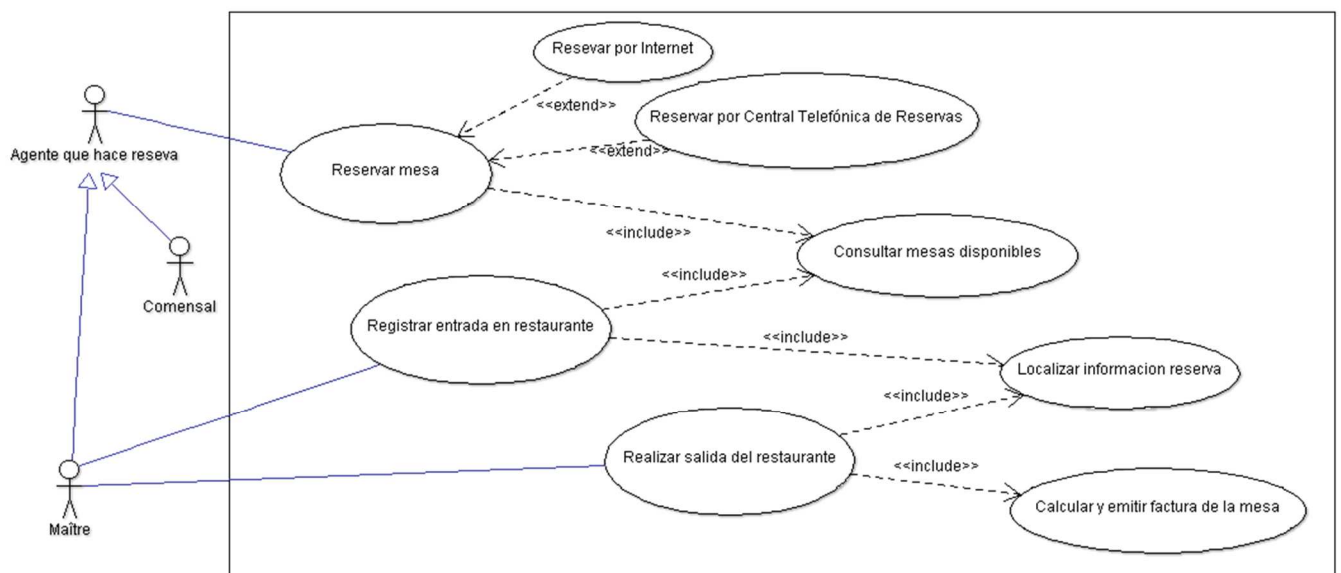 Resevar por Internet
<<extend>>
Reservar por Central Telefónica de Reservas
<<extend>>
Agente que hace reseva
Reservar mesa
<<include>>
Consultar mesas disponibles
<<include>>
Comensal
Registrar entrada en restaurante
<<include>>
Localizar informacion reserva
<<include>>
Realizar salida del restaurante
<<include>>
Calcular y emitir factura de la mesa
Maître